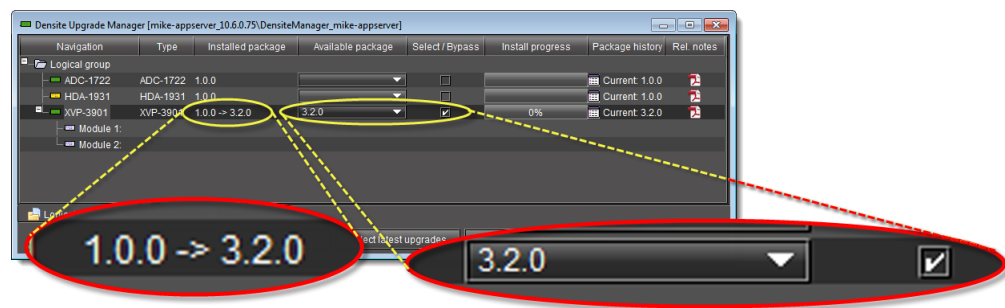 Densite Upgrade Manager [mike-appserver_10.6.0.75\DensiteManager_mike-appserver]
Navigation Type Installed package Available package Select / Bypass Install progress Package history Rel. notes
Logical group
ADC-1722 ADC-1722 1.0.0 Current: 1.0.0
HDA-1931 HDA-1931 1.0.0 Current: 1.0.0
XVP-3901 XVP-3901 1.0.0 -> 3.2.0 3.2.0 0% Current: 3.2.0
Module 1:
Module 2:
latest upgrades
1.0.0 -> 3.2.0
3.2.0